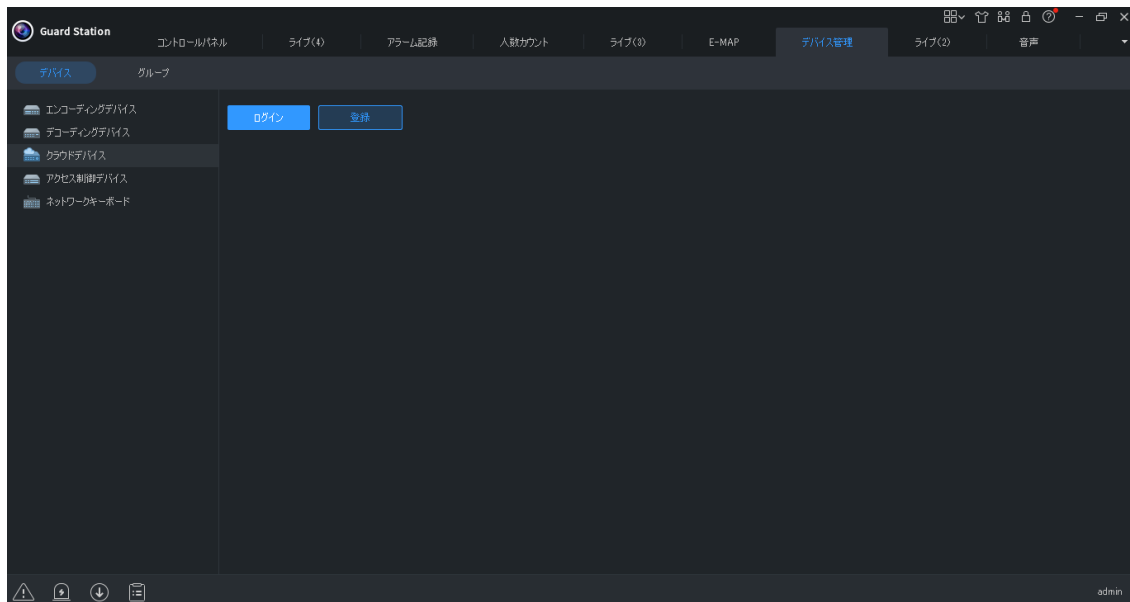 Guard Station
コントロールパネル
ライブ(4)
アラーム記録
人数カウント
ライブ(3)
E-MAP
デバイス管理
ライブ(2)
音声
デバイス
グループ
エンコーディングデバイス
デコーディングデバイス
クラウドデバイス
アクセス制御デバイス
ネットワークキーボード
ログイン
登録
admin